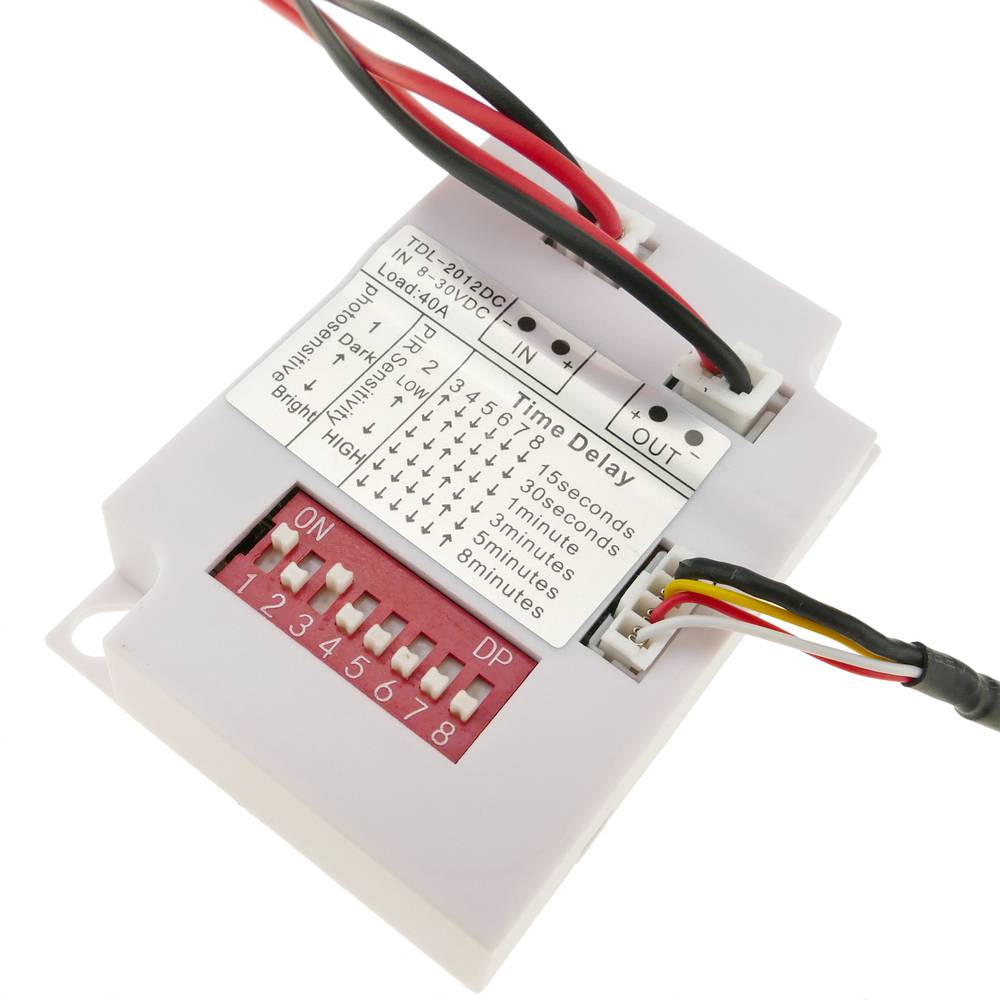 TDL-2012DC
IN 8-30VDC
Load:40A
- IN +
+ OUT -
Photosensitive
1
Dark ↑
↓ Bright
PIR Sensitivity
2
LOW ↑
↓ HIGH
Time Delay
3 4 5 6 7 8
↑ ↓ ↓ ↓ ↓ ↓ 15seconds
↓ ↑ ↓ ↓ ↓ ↓ 30seconds
↓ ↓ ↑ ↓ ↓ ↓ 1minute
↓ ↓ ↓ ↑ ↓ ↓ 3minutes
↓ ↓ ↓ ↓ ↑ ↓ 5minutes
↓ ↓ ↓ ↓ ↓ ↑ 8minutes
ON DP
1 2 3 4 5 6 7 8